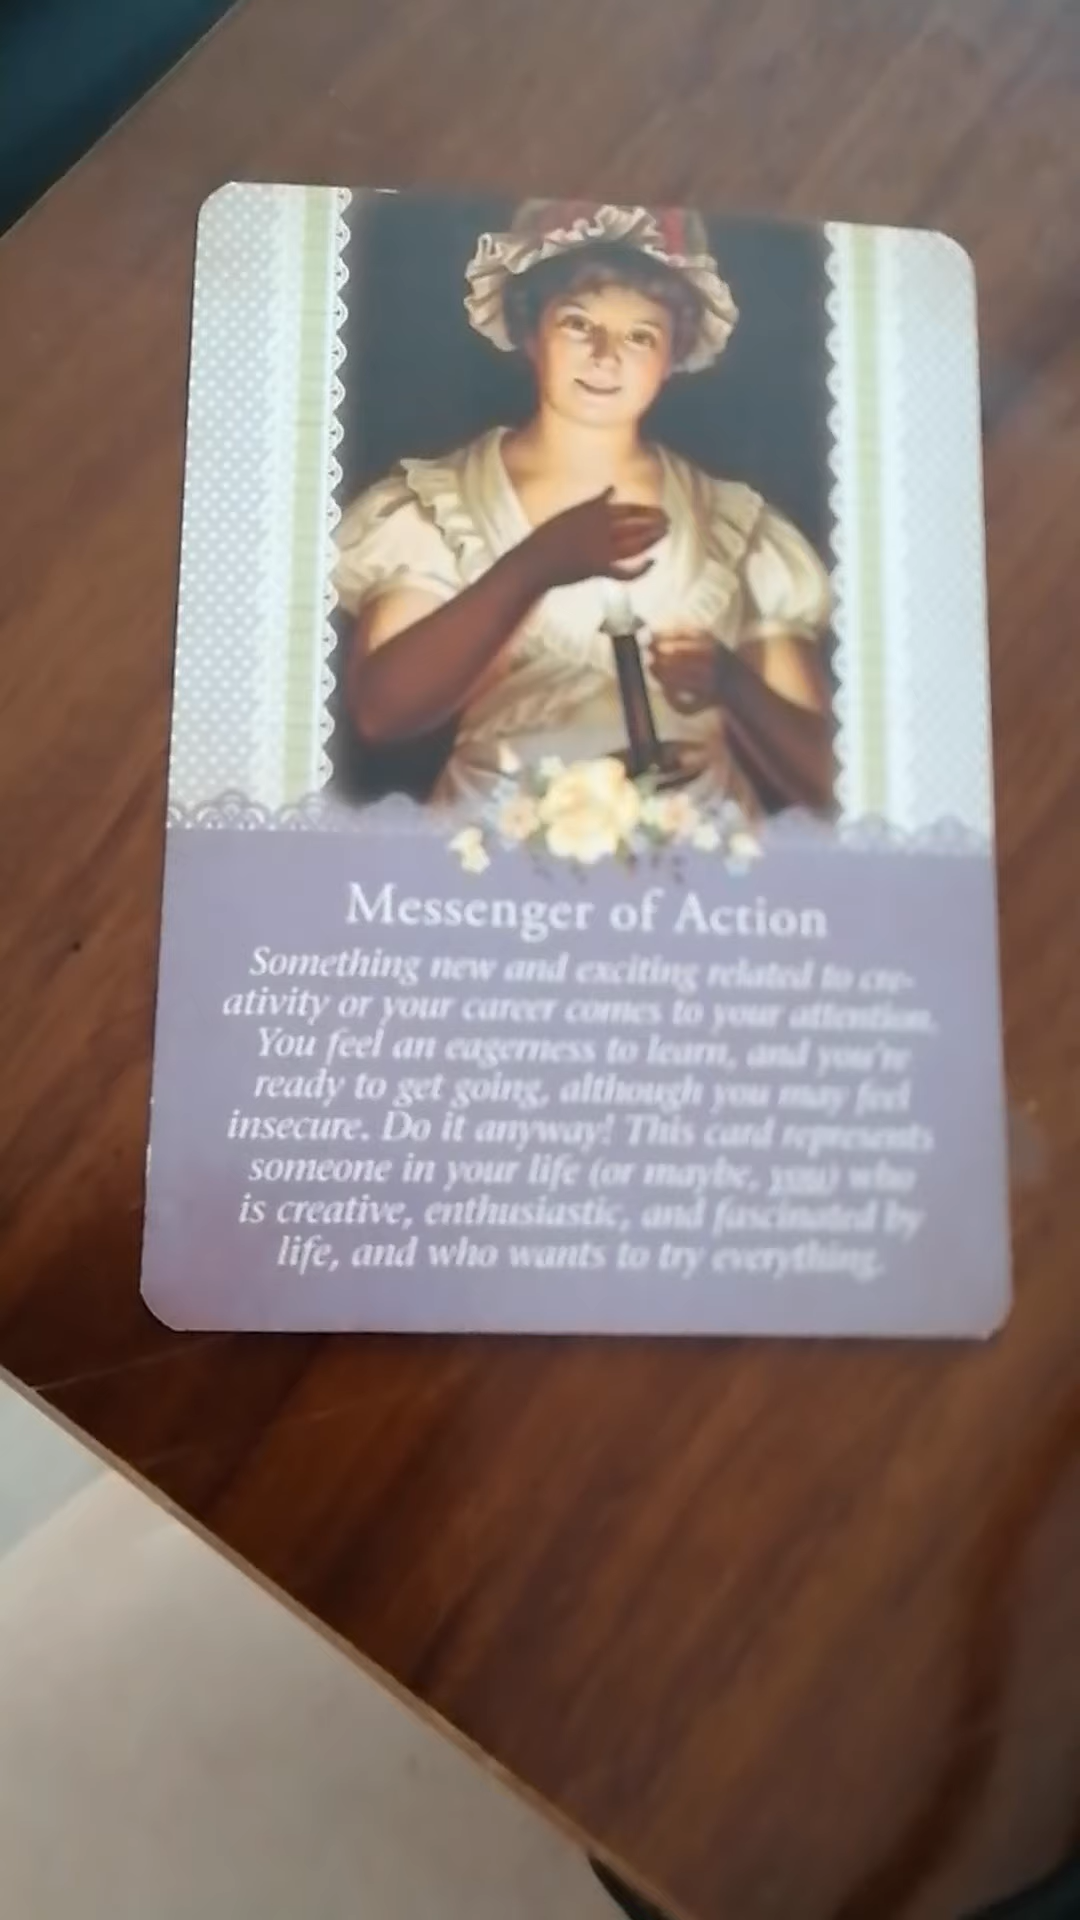 Messenger of Action
Something new and exciting related to cre-
ativity or your career comes to your attention.
You feel an eagerness to learn, and you're
ready to get going, although you may feel
insecure. Do it anyway! This card represents
someone in your life (or maybe, you) who
is creative, enthusiastic, and fascinated by
life, and who wants to try everything.